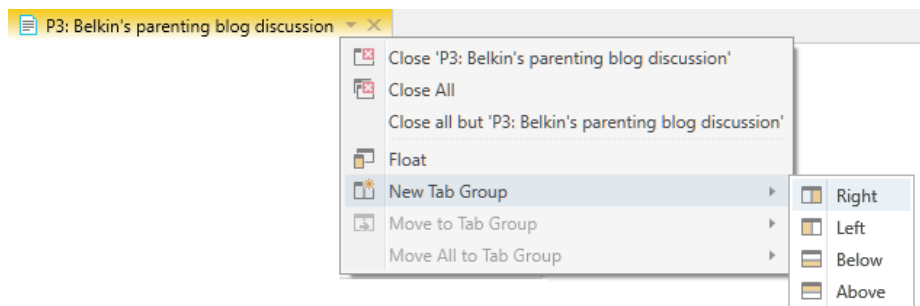 P3: Belkin's parenting blog discussion
Close 'P3: Belkin's parenting blog discussion'
Close All
Close all but 'P3: Belkin's parenting blog discussion'
Float
New Tab Group
Move to Tab Group
Move All to Tab Group
Right
Left
Below
Above